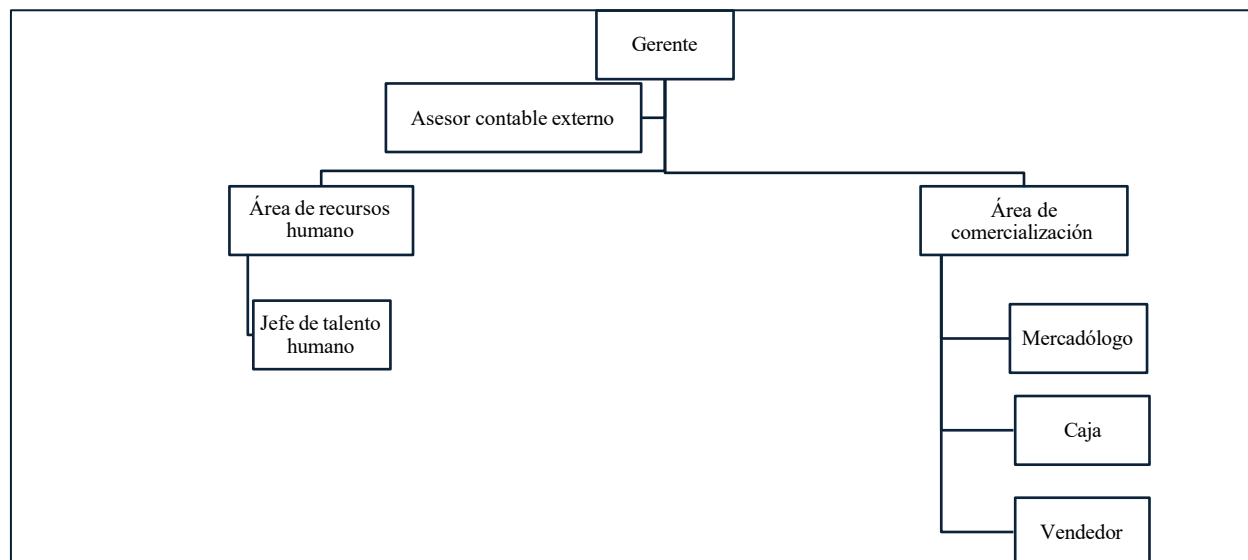 Gerente
Asesor contable externo
Área de recursos
humano
Área de
comercialización
Jefe de talento
humano
Mercadólogo
Caja
Vendedor